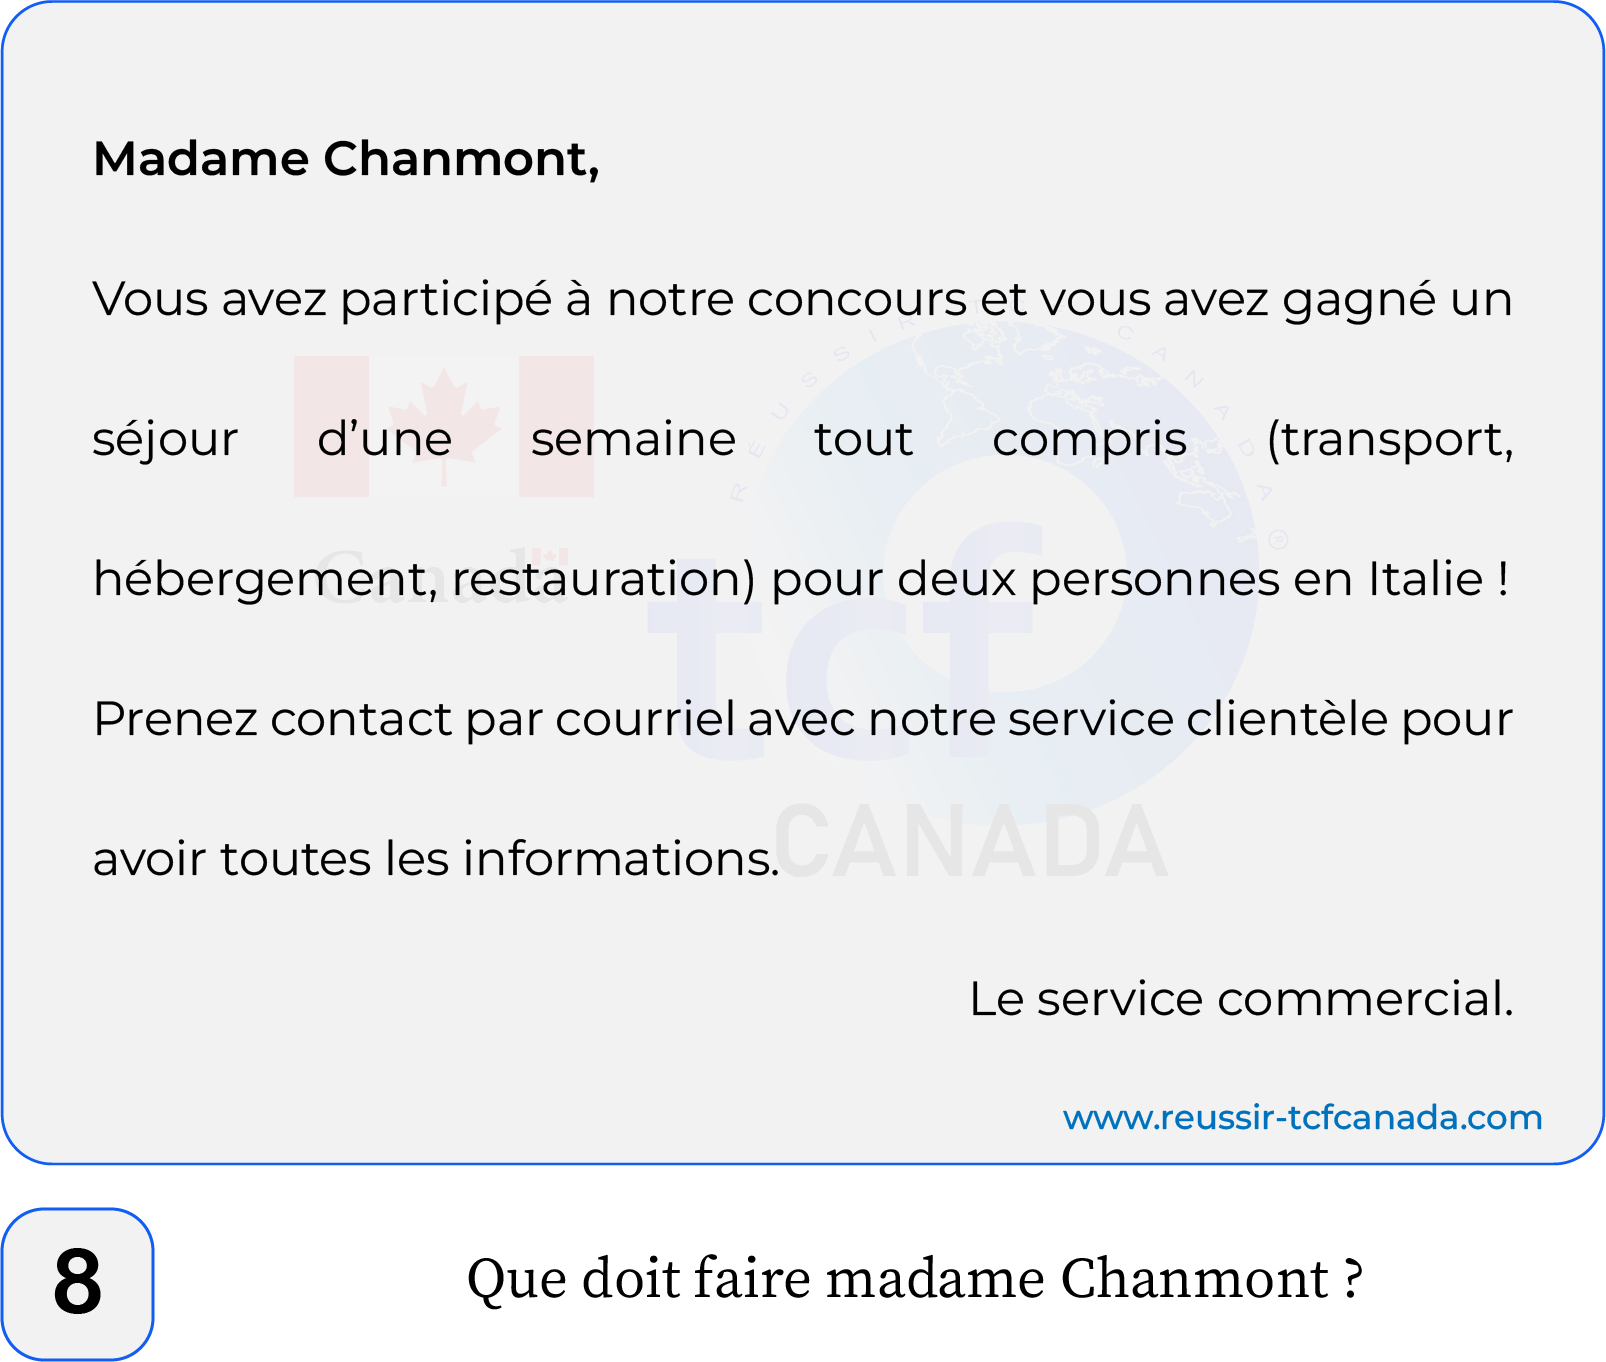 Madame Chanmont,
Vous avez participé à notre concours et vous avez gagné un
séjour d’une semaine tout compris (transport,
hébergement, restauration) pour deux personnes en Italie !
Prenez contact par courriel avec notre service clientèle pour
avoir toutes les informations.
Le service commercial.
www.reussir-tcfcanada.com
8 Que doit faire madame Chanmont ?
RÉUSSIR TCF CANADA ®
Canada
tcf
CANADA